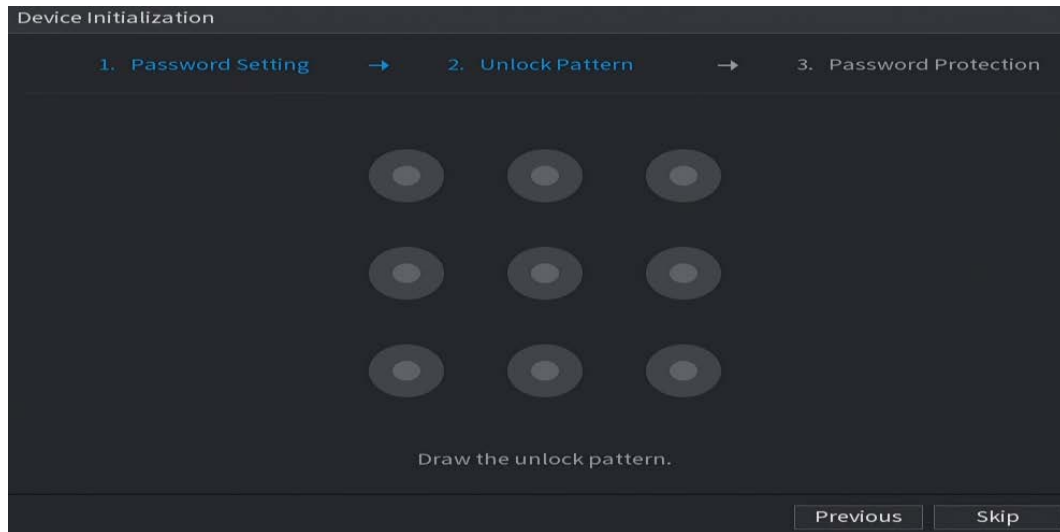 Device Initialization
1. Password Setting → 2. Unlock Pattern → 3. Password Protection
Draw the unlock pattern.
Previous Skip